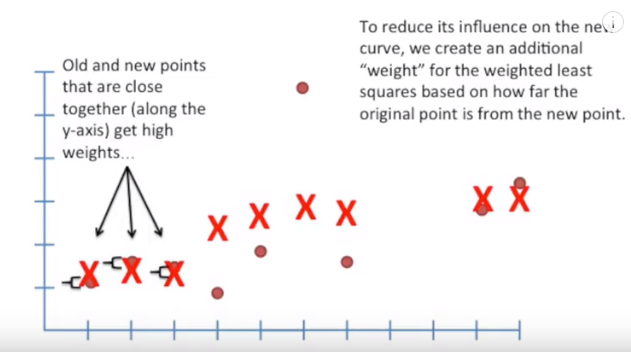 To reduce its influence on the new
curve, we create an additional
“weight” for the weighted least
squares based on how far the
original point is from the new point.
Old and new points
that are close
together (along the
y-axis) get high
weights...
X X X X X X X X X